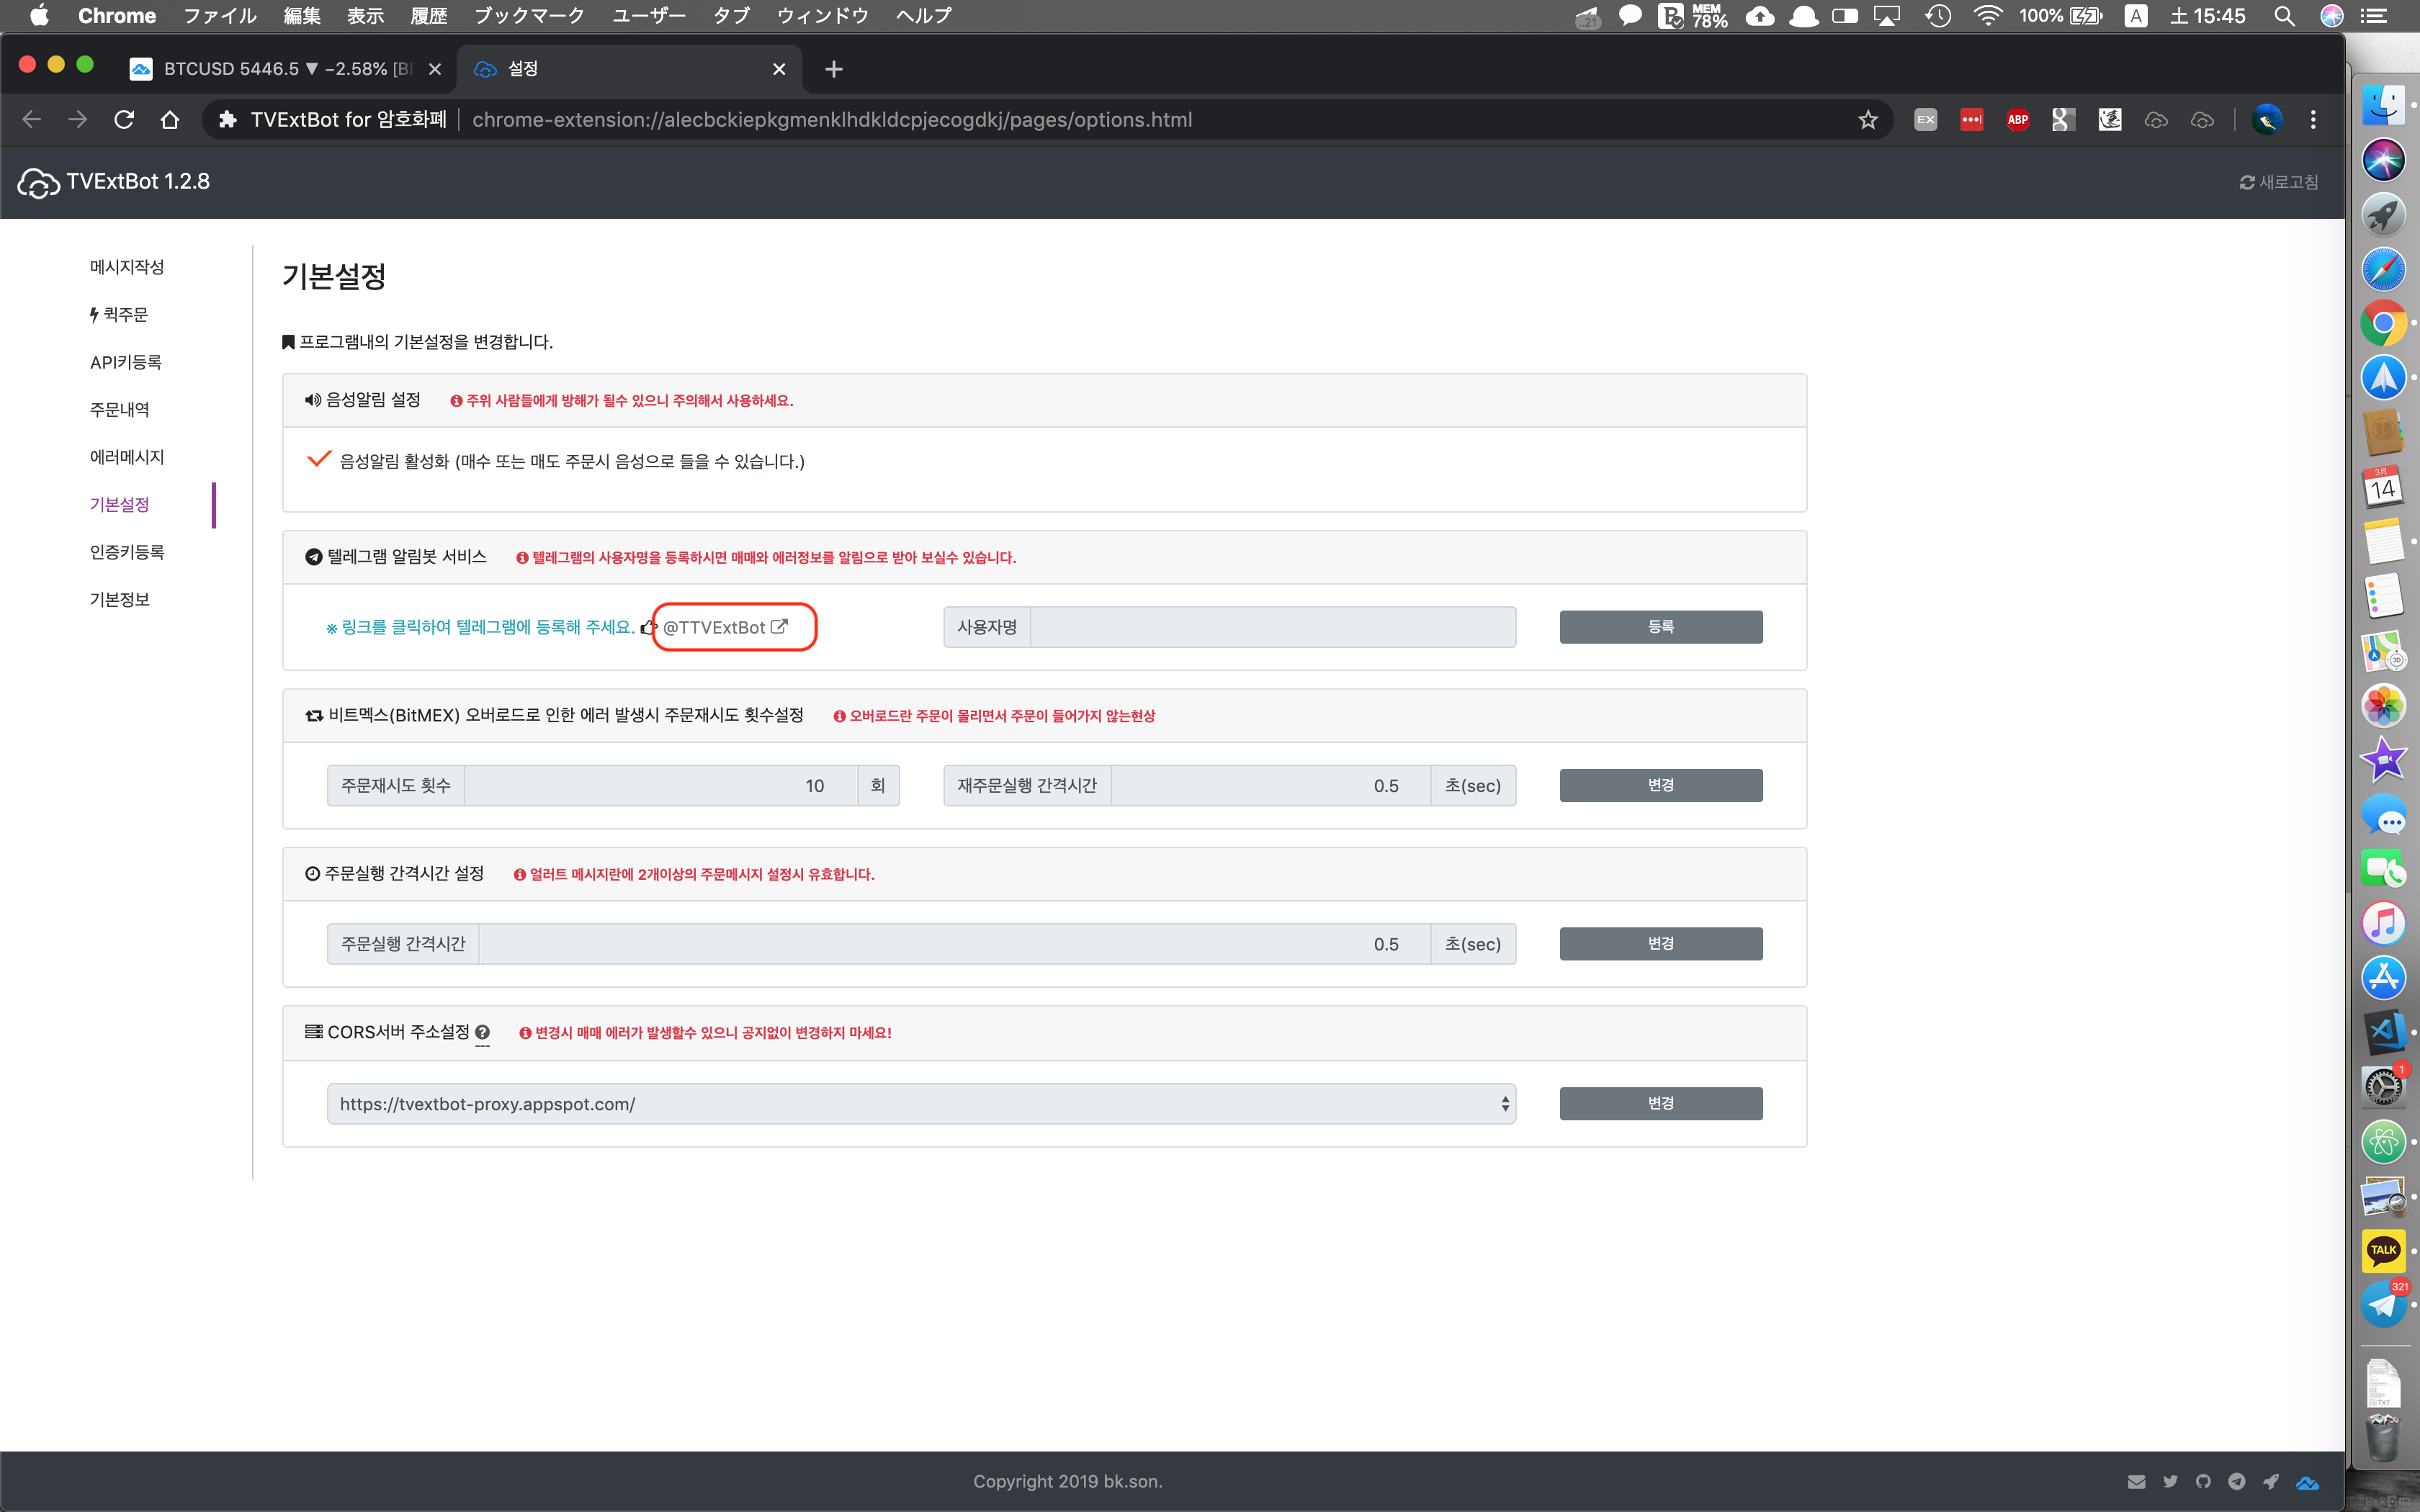 Chrome ファイル 編集 表示 履歴 ブックマーク ユーザー タブ ウィンドウ ヘルプ
21 MEM 78% 100% A 土 15:45
BTCUSD 5446.5 ▼ −2.58% [B
설정
TVExtBot for 암호화폐 chrome-extension://alecbckiepkgmenklhdkldcpjecogdkj/pages/options.html
EX ABP
TVExtBot 1.2.8
새로고침
메시지작성
퀵주문
API키등록
주문내역
에러메시지
기본설정
인증키등록
기본정보
기본설정
프로그램내의 기본설정을 변경합니다.
음성알림 설정 주위 사람들에게 방해가 될수 있으니 주의해서 사용하세요.
음성알림 활성화 (매수 또는 매도 주문시 음성으로 들을 수 있습니다.)
텔레그램 알림봇 서비스 텔레그램의 사용자명을 등록하시면 매매와 에러정보를 알림으로 받아 보실수 있습니다.
※ 링크를 클릭하여 텔레그램에 등록해 주세요. @TTVExtBot 사용자명 등록
비트멕스(BitMEX) 오버로드로 인한 에러 발생시 주문재시도 횟수설정 오버로드란 주문이 몰리면서 주문이 들어가지 않는현상
주문재시도 횟수 10 회 재주문실행 간격시간 0.5 초(sec) 변경
주문실행 간격시간 설정 얼러트 메시지란에 2개이상의 주문메시지 설정시 유효합니다.
주문실행 간격시간 0.5 초(sec) 변경
CORS서버 주소설정 변경시 매매 에러가 발생할수 있으니 공지없이 변경하지 마세요!
https://tvextbot-proxy.appspot.com/ 변경
Copyright 2019 bk.son.
3月
14
3D
1
TALK
321
TXT